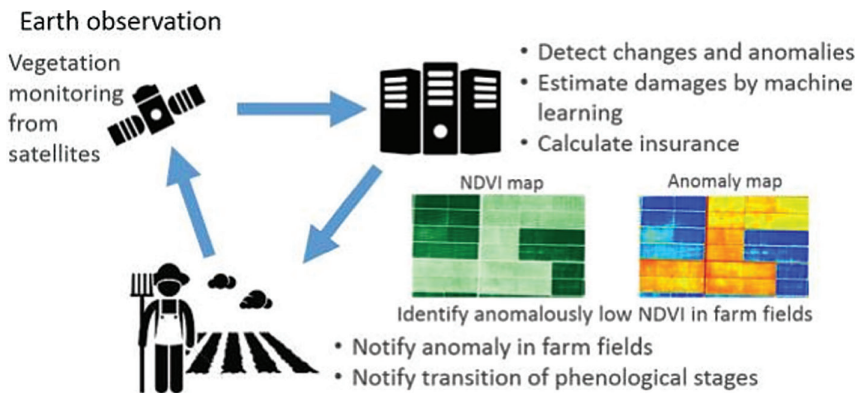 Earth observation
Vegetation
monitoring
from
satellites
• Detect changes and anomalies
• Estimate damages by machine
learning
• Calculate insurance
NDVI map
Anomaly map
Identify anomalously low NDVI in farm fields
• Notify anomaly in farm fields
• Notify transition of phenological stages